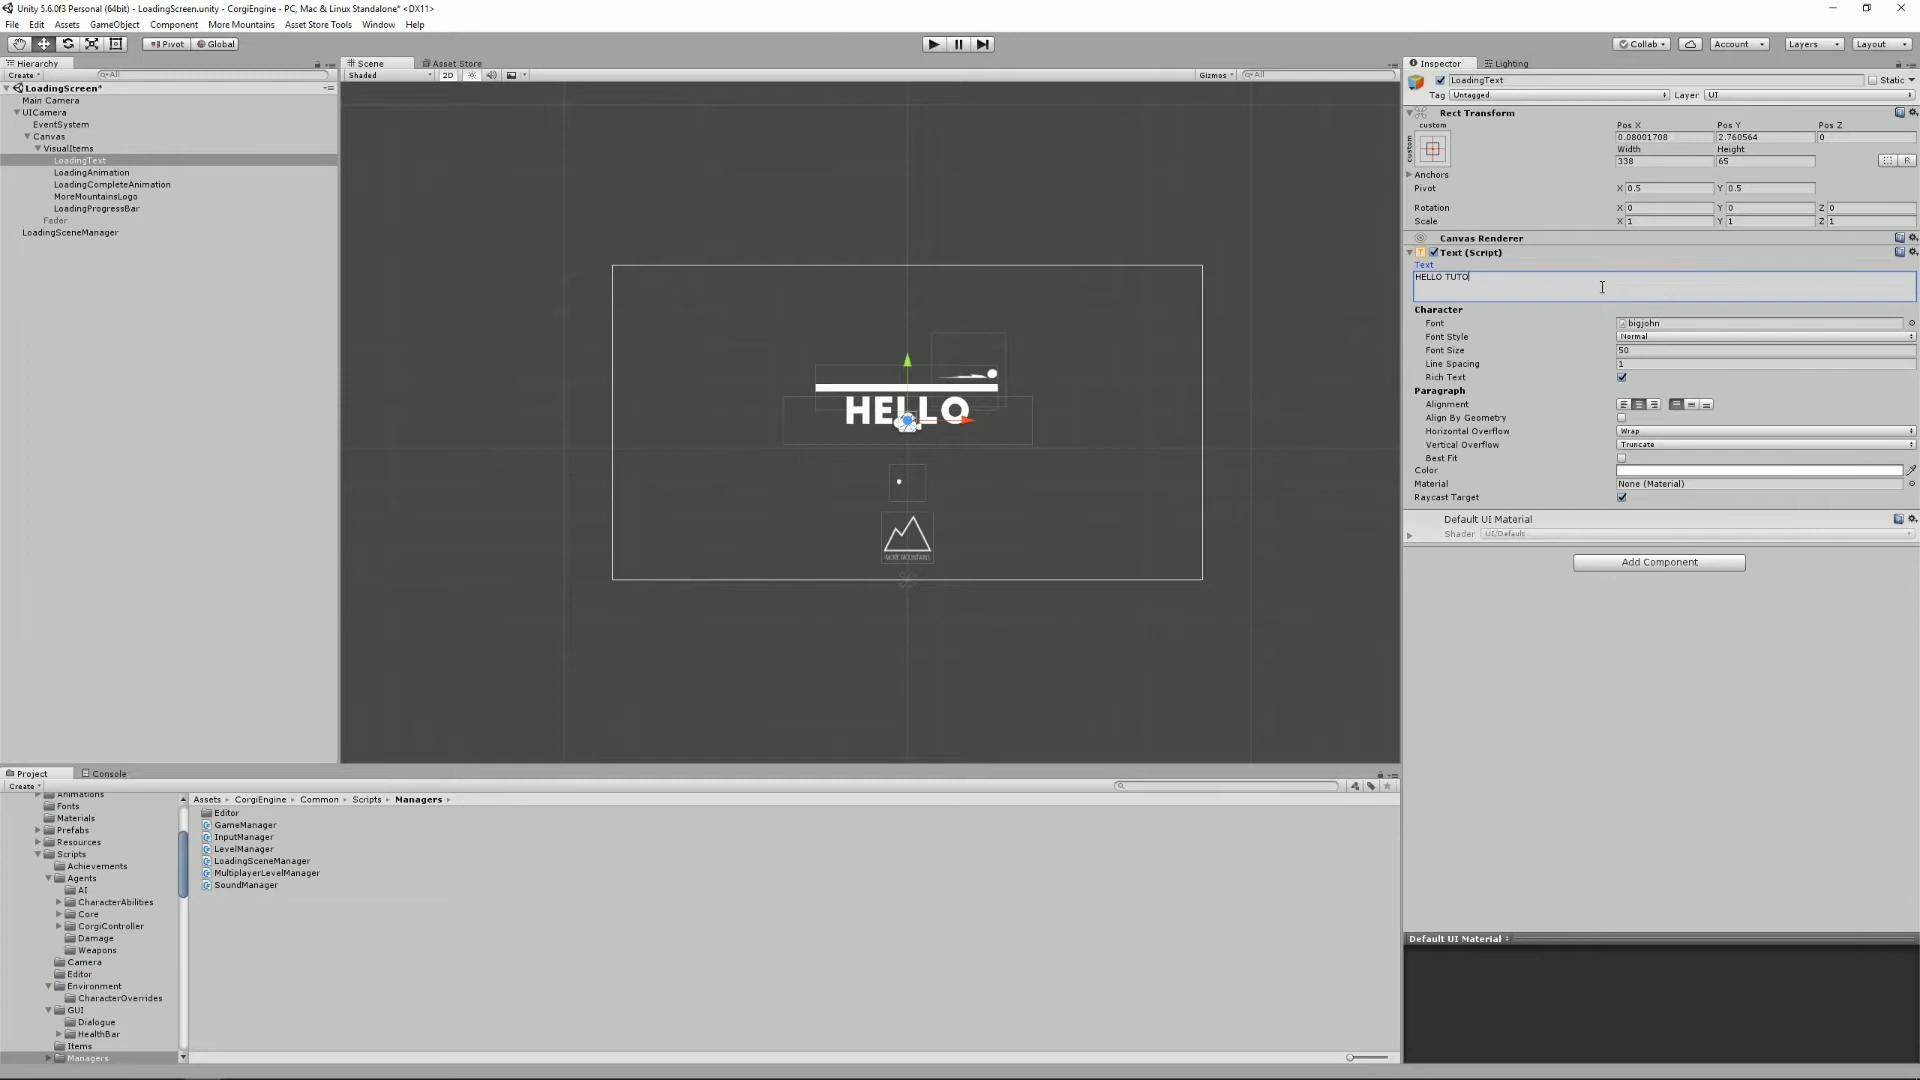 Unity 5.6.0f3 Personal (64bit) - LoadingScreen.unity - CorgiEngine - PC, Mac & Linux Standalone* <DX11>
File Edit Assets GameObject Component More Mountains Asset Store Tools Window Help
Pivot Global Collab Account Layers Layout
Hierarchy
Create All
LoadingScreen*
Main Camera
UICamera
EventSystem
Canvas
VisualItems
LoadingText
LoadingAnimation
LoadingCompleteAnimation
MoreMountainsLogo
LoadingProgressBar
Fader
LoadingSceneManager
Scene Asset Store
Shaded 2D Gizmos All
HELLO
MORE MOUNTAINS
Inspector Lighting
LoadingText Static
Tag Untagged Layer UI
Rect Transform
custom Pos X Pos Y Pos Z
custom 0.08001708 2.760564 0
Width Height
338 65 R
Anchors
Pivot X 0.5 Y 0.5
Rotation X 0 Y 0 Z 0
Scale X 1 Y 1 Z 1
Canvas Renderer
Text (Script)
Text
HELLO TUTO
Character
Font bigjohn
Font Style Normal
Font Size 50
Line Spacing 1
Rich Text
Paragraph
Alignment
Align By Geometry
Horizontal Overflow Wrap
Vertical Overflow Truncate
Best Fit
Color
Material None (Material)
Raycast Target
Default UI Material
Shader UI/Default
Add Component
Default UI Material
Project Console
Create
Animations
Fonts
Materials
Prefabs
Resources
Scripts
Achievements
Agents
AI
CharacterAbilities
Core
CorgiController
Damage
Weapons
Camera
Editor
Environment
CharacterOverrides
GUI
Dialogue
HealthBar
Items
Managers
Assets CorgiEngine Common Scripts Managers
Editor
GameManager
InputManager
LevelManager
LoadingSceneManager
MultiplayerLevelManager
SoundManager